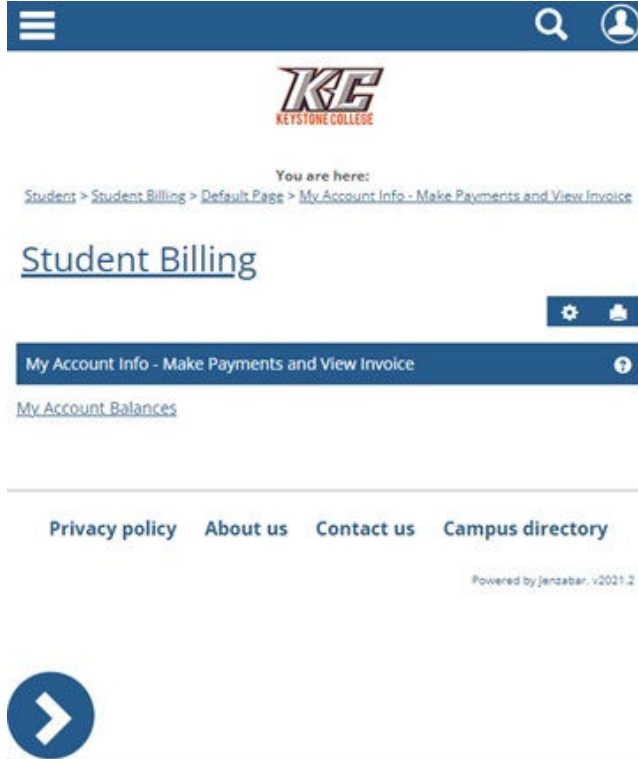 KC
KEYSTONE COLLEGE
You are here:
Student > Student Billing > Default Page > My Account Info - Make Payments and View Invoice
Student Billing
My Account Info - Make Payments and View Invoice
?
My Account Balances
Privacy policy About us Contact us Campus directory
Powered by Jenzabar. v2021.2